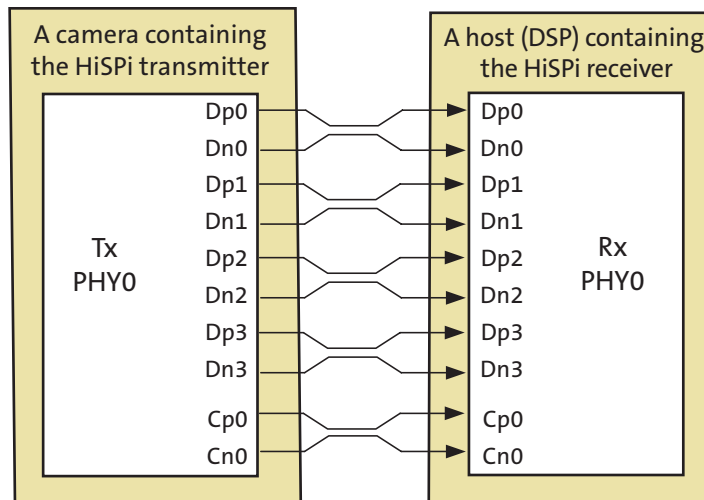 A camera containing
the HiSPi transmitter
A host (DSP) containing
the HiSPi receiver
Tx
PHY0
Dp0
Dn0
Dp1
Dn1
Dp2
Dn2
Dp3
Dn3
Cp0
Cn0
Dp0
Dn0
Dp1
Dn1
Dp2
Dn2
Dp3
Dn3
Cp0
Cn0
Rx
PHY0